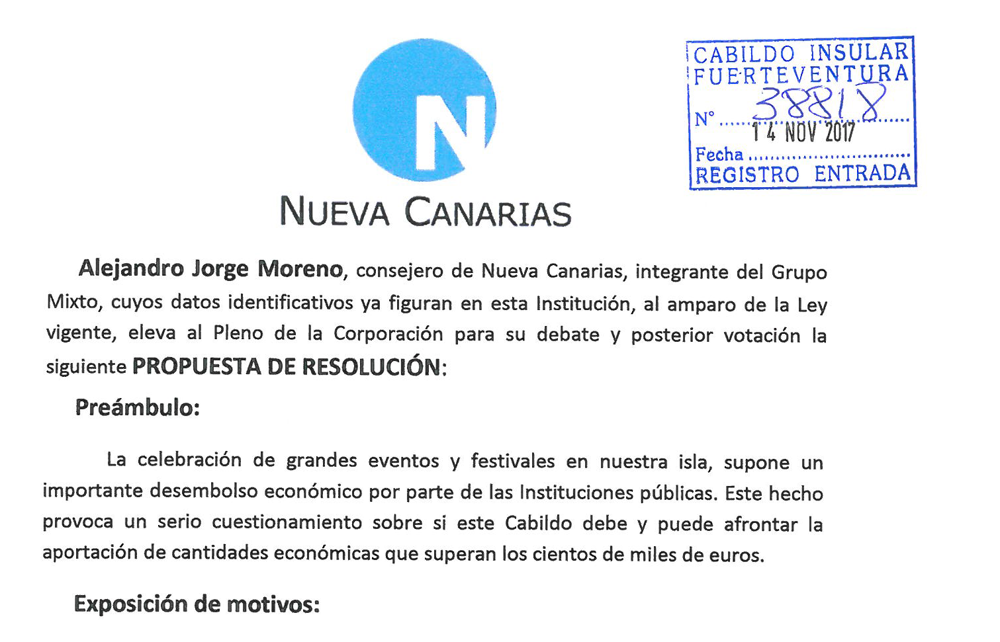 N
NUEVA CANARIAS
CABILDO INSULAR
FUERTEVENTURA
Nº 38818
14 NOV 2017
Fecha
REGISTRO ENTRADA
Alejandro Jorge Moreno, consejero de Nueva Canarias, integrante del Grupo
Mixto, cuyos datos identificativos ya figuran en esta Institución, al amparo de la Ley
vigente, eleva al Pleno de la Corporación para su debate y posterior votación la
siguiente PROPUESTA DE RESOLUCIÓN:
Preámbulo:
La celebración de grandes eventos y festivales en nuestra isla, supone un
importante desembolso económico por parte de las Instituciones públicas. Este hecho
provoca un serio cuestionamiento sobre si este Cabildo debe y puede afrontar la
aportación de cantidades económicas que superan los cientos de miles de euros.
Exposición de motivos: